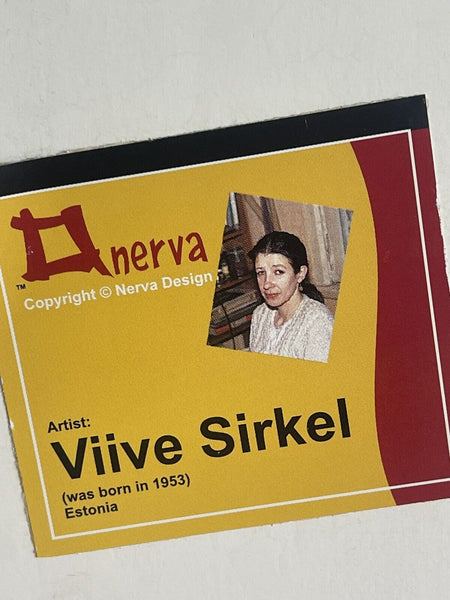 nerva
™
Copyright © Nerva Design
Artist:
Viive Sirkel
(was born in 1953)
Estonia